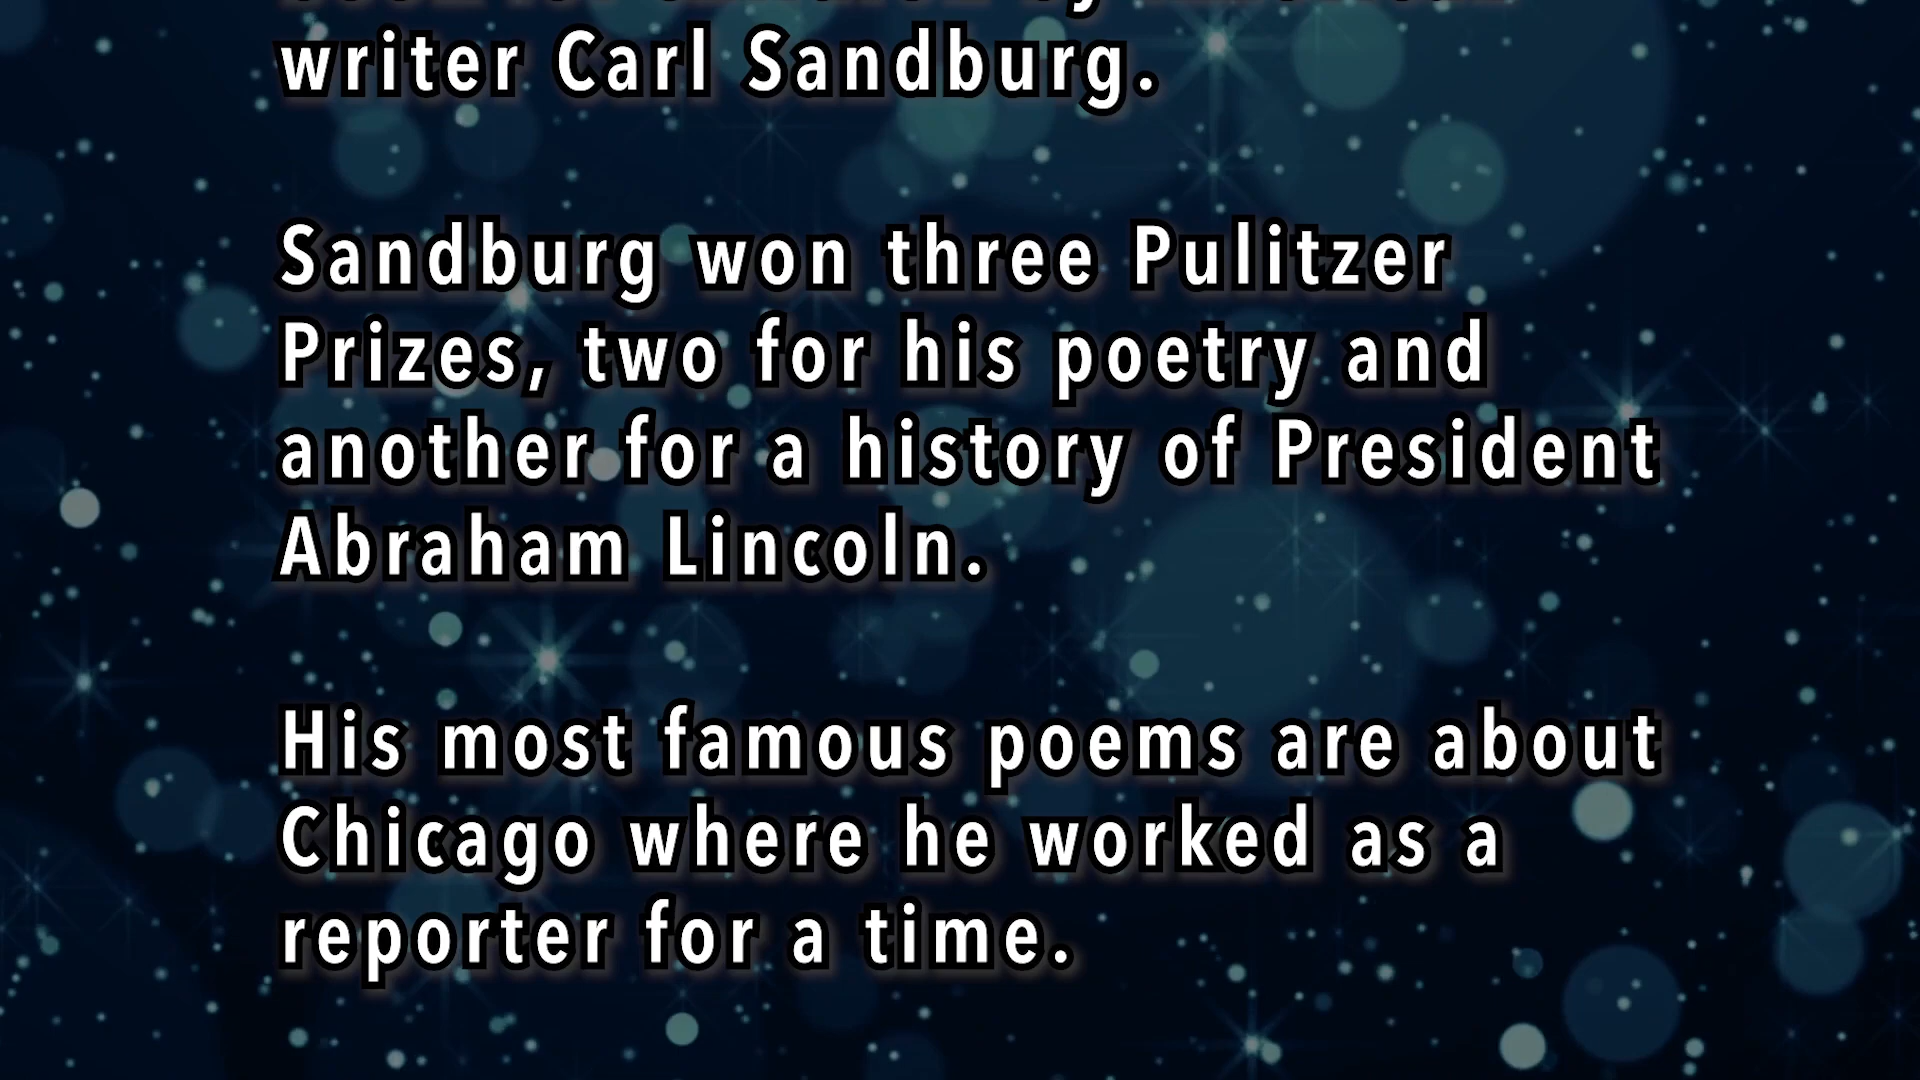 writer Carl Sandburg.
Sandburg won three Pulitzer
Prizes, two for his poetry and
another for a history of President
Abraham Lincoln.
His most famous poems are about
Chicago where he worked as a
reporter for a time.